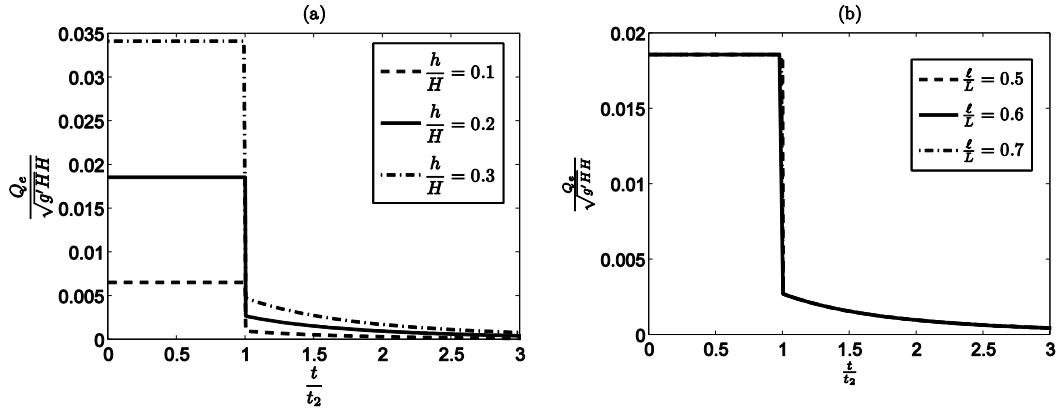 (a)
0.035
0.03
0.025
0.02
0.015
0.01
0.005
0
0 0.5 1 1.5 2 2.5 3
Q_e/√g′HH
t/t₂
h/H = 0.1
h/H = 0.2
h/H = 0.3
(b)
0.02
0.015
0.01
0.005
0
0 0.5 1 1.5 2 2.5 3
Q_e/√g′HH
t/t₂
ℓ/L = 0.5
ℓ/L = 0.6
ℓ/L = 0.7